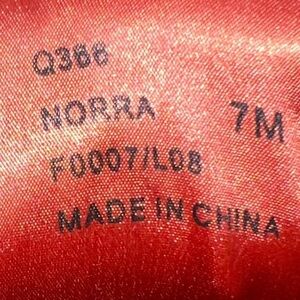 Q366
NORRA 7M
F0007/L08
MADE IN CHINA